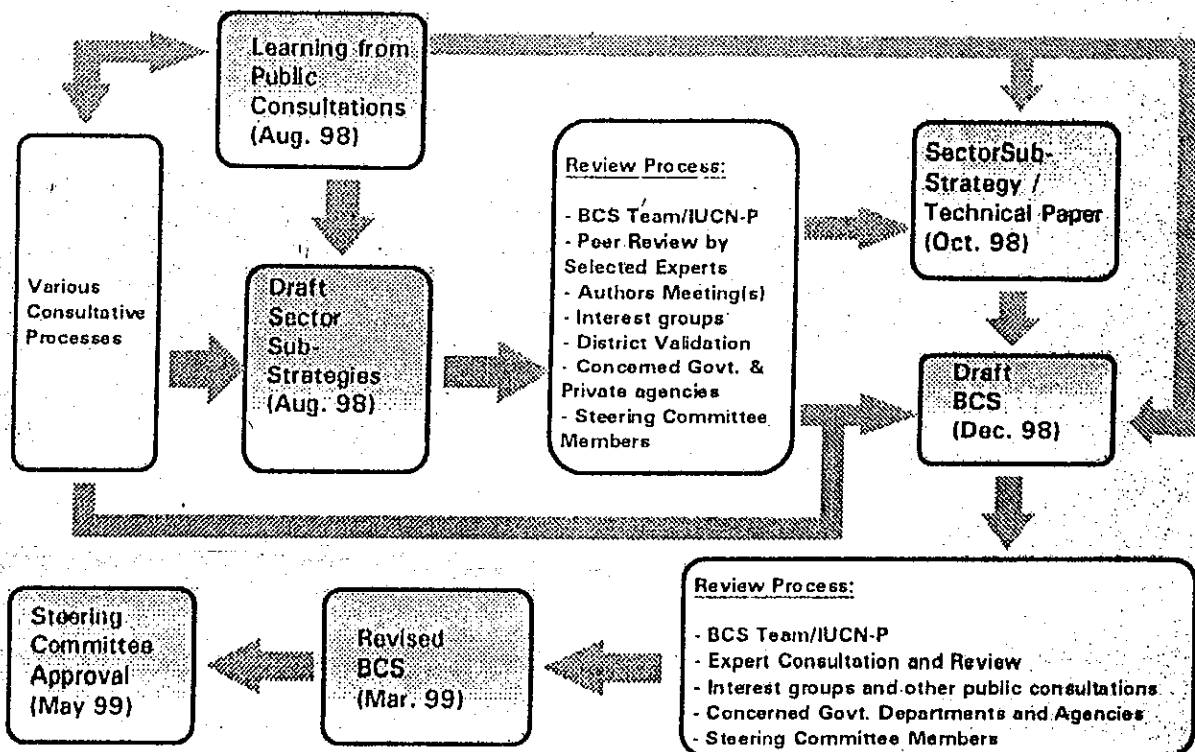 Learning from
Public
Consultations
(Aug. 98)
Various
Consultative
Processes
Draft
Sector
Sub-
Strategies
(Aug. 98)
Review Process:
- BCS Team/IUCN-P
- Peer Review by
Selected Experts
- Authors Meeting(s)
- Interest groups
- District Validation
- Concerned Govt. &
Private agencies
- Steering Committee
Members
SectorSub-
Strategy /
Technical Paper
(Oct. 98)
Draft
BCS
(Dec. 98)
Review Process:
- BCS Team/IUCN-P
- Expert Consultation and Review
- Interest groups and other public consultations
- Concerned Govt. Departments and Agencies
- Steering Committee Members
Revised
BCS
(Mar. 99)
Steering
Committee
Approval
(May 99)